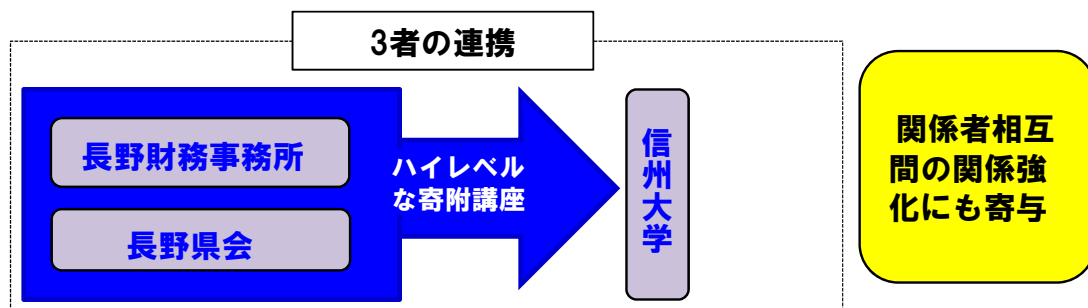 3者の連携
長野財務事務所
長野県会
ハイレベル
な寄附講座
信州大学
関係者相互
間の関係強
化にも寄与